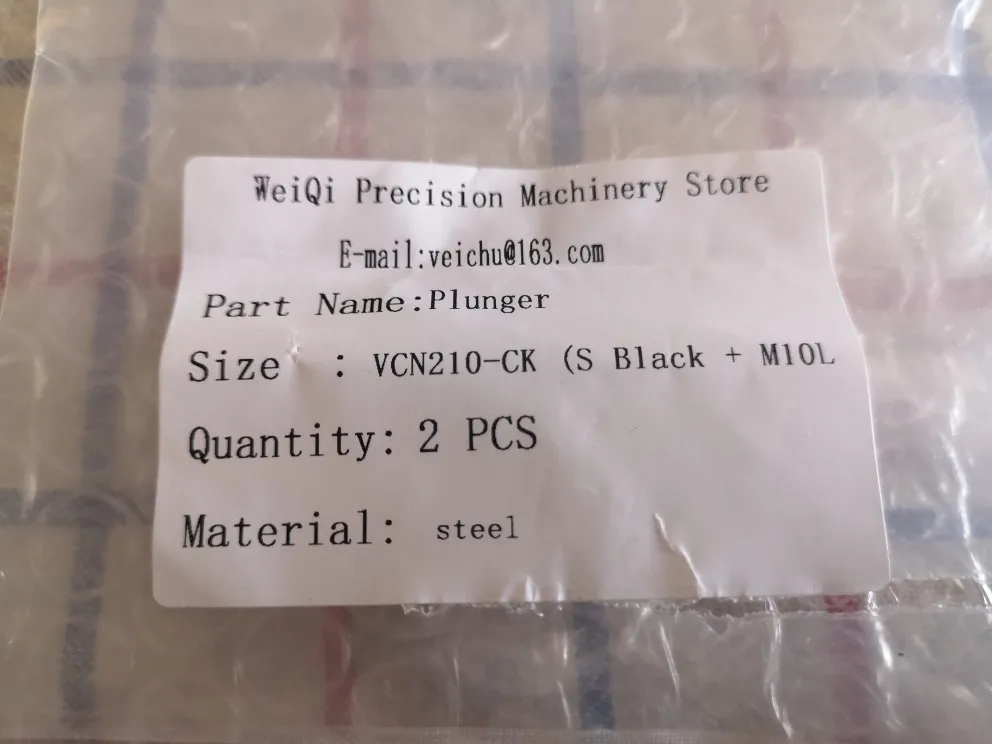 WeiQi Precision Machinery Store
E-mail:veichu@163.com
Part Name:Plunger
Size : VCN210-CK (S Black + M10L
Quantity: 2 PCS
Material: steel